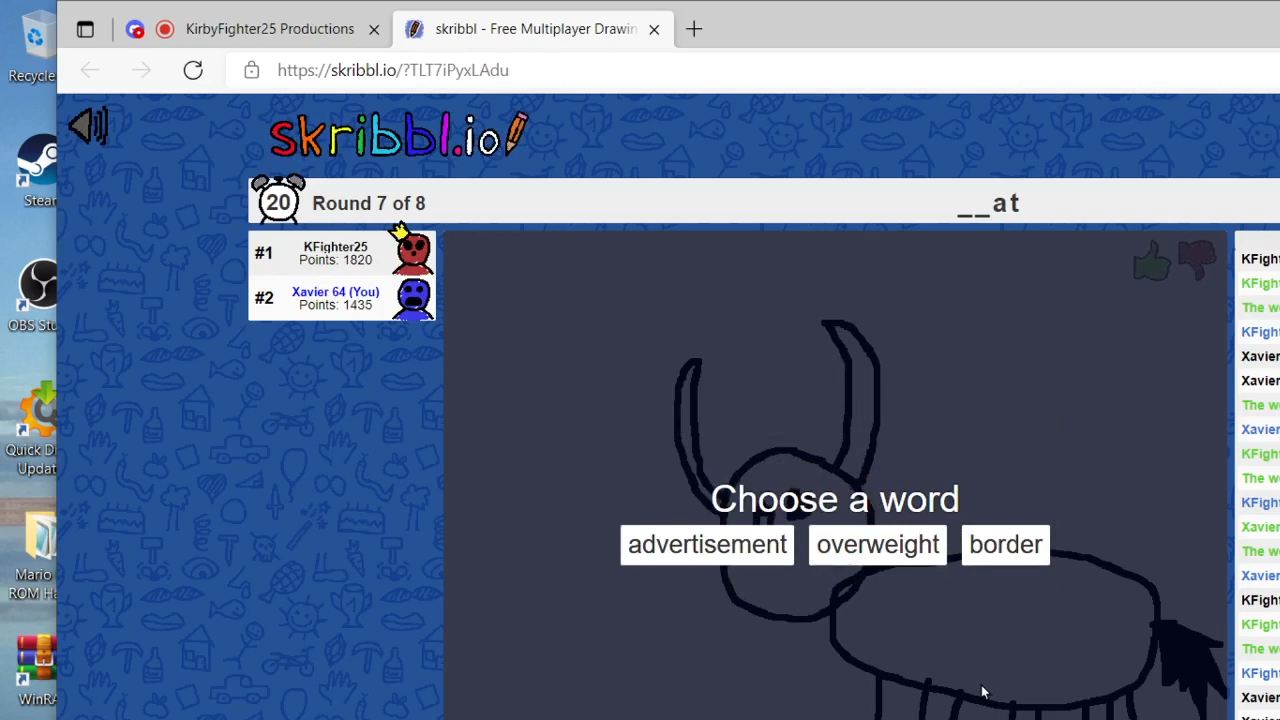 KirbyFighter25 Productions
skribbl - Free Multiplayer Drawin
Recycle
https://skribbl.io/?TLT7iPyxLAdu
skribbl.io
20
Round 7 of 8
__at
Steam
#1
KFighter25
Points: 1820
#2
Xavier 64 (You)
Points: 1435
OBS Stu
Quick D
Updat
Mario
ROM Ha
WinRA
Choose a word
advertisement
overweight
border
KFight
KFight
The wo
KFight
Xavier
Xavier
The wo
Xavier
KFight
The wo
KFight
Xavier
The wo
Xavier
KFight
KFight
The wo
KFight
Xavier